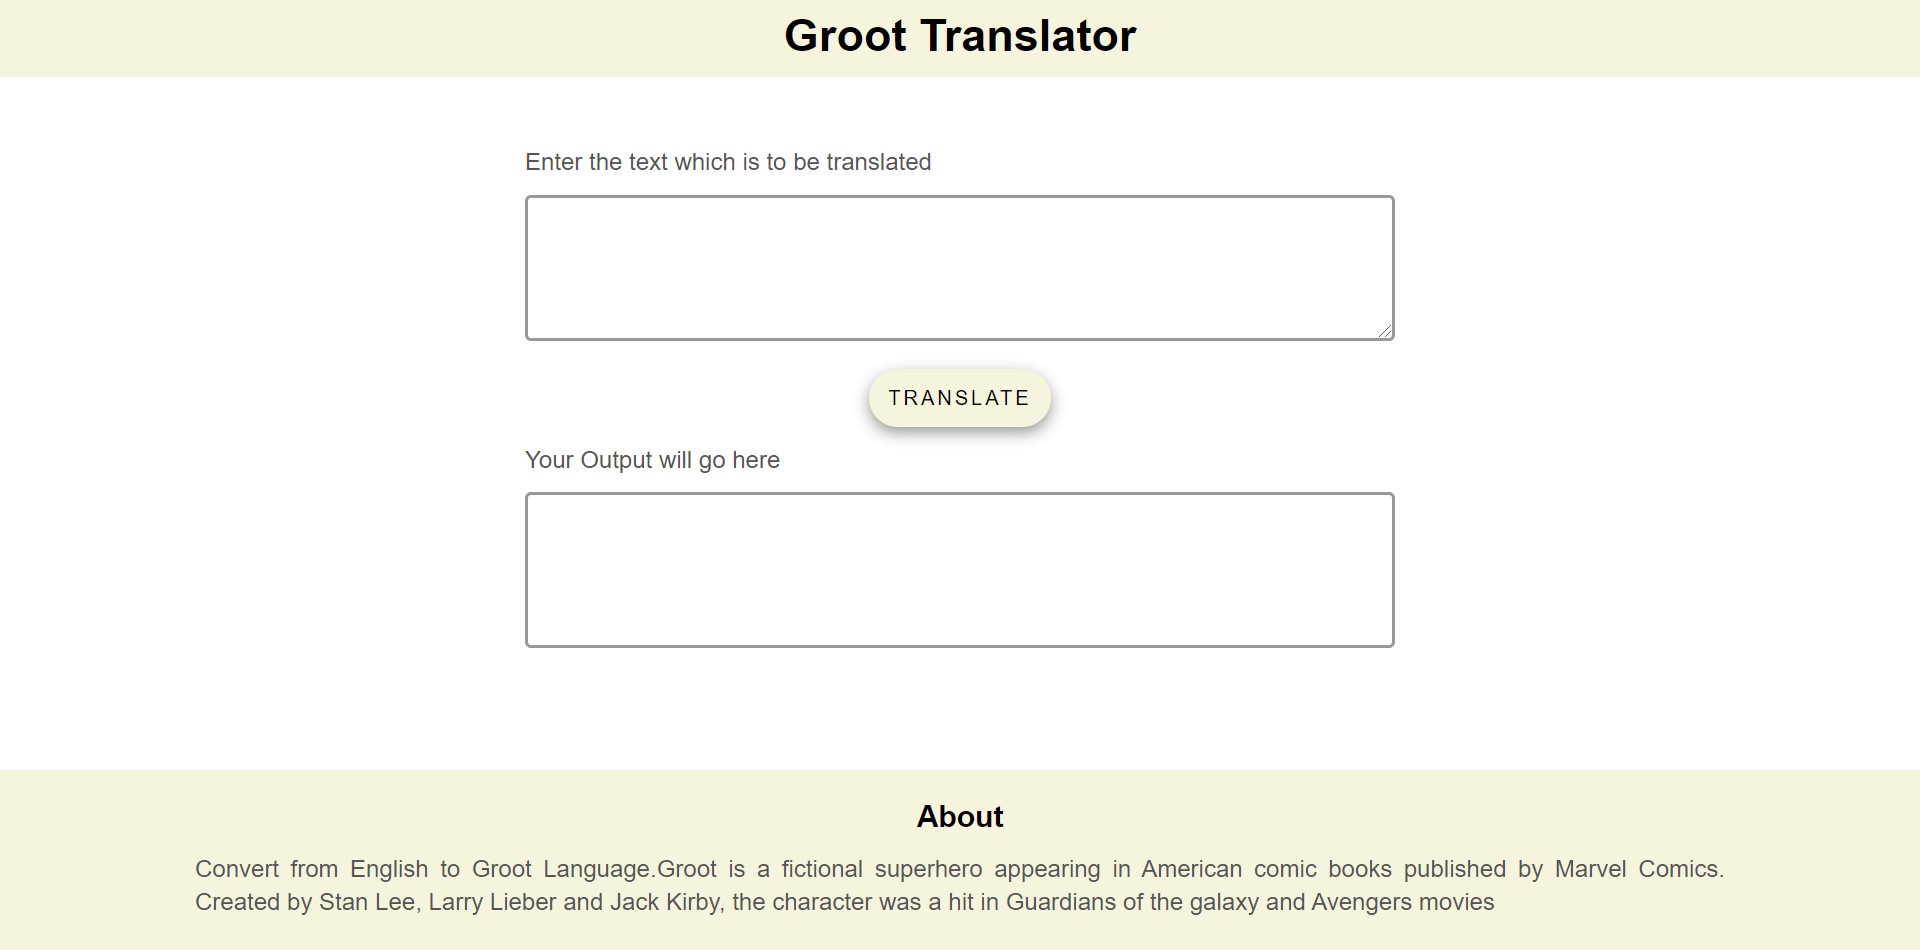 Groot Translator
Enter the text which is to be translated
TRANSLATE
Your Output will go here
About
Convert from English to Groot Language.Groot is a fictional superhero appearing in American comic books published by Marvel Comics.
Created by Stan Lee, Larry Lieber and Jack Kirby, the character was a hit in Guardians of the galaxy and Avengers movies